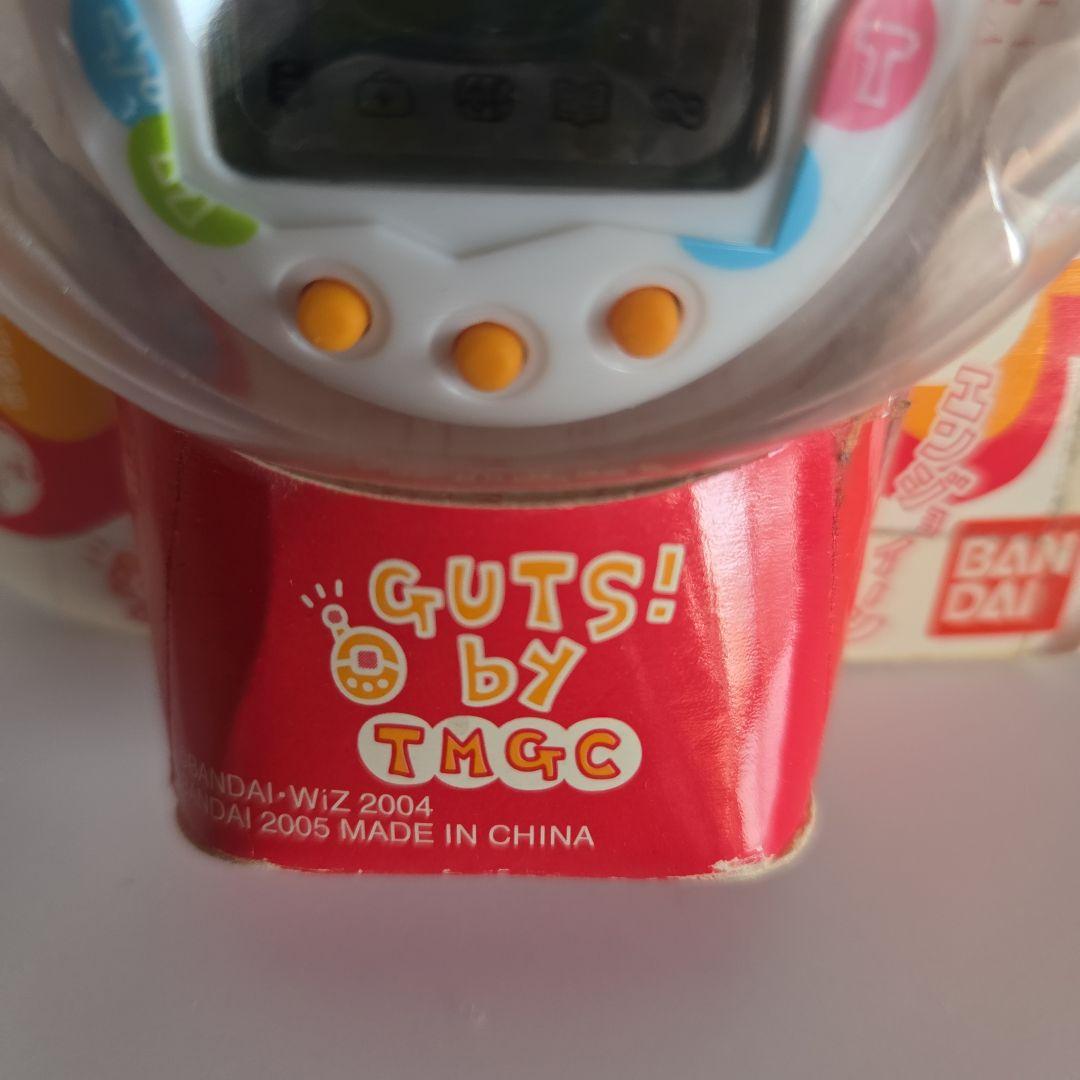 GUTS!
by
TMGC
BANDAI・WiZ 2004
BANDAI 2005 MADE IN CHINA
BAN
DAI